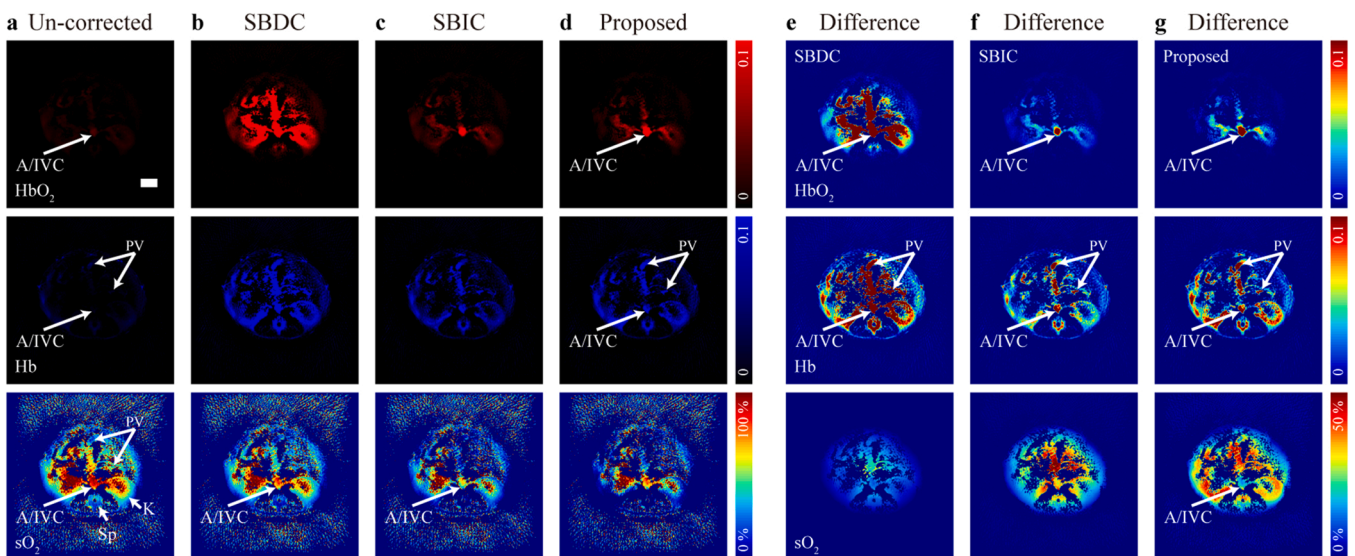 a Un-corrected b SBDC c SBIC d Proposed e Difference f Difference g Difference
A/IVC
HbO2
A/IVC
0.1
0
SBDC
A/IVC
HbO2
SBIC
A/IVC
Proposed
A/IVC
0.1
0
PV
A/IVC
Hb
PV
A/IVC
0.1
0
PV
A/IVC
Hb
PV
A/IVC
PV
A/IVC
0.1
0
PV
A/IVC
K
Sp
sO2
A/IVC
A/IVC
100 %
0 %
sO2
A/IVC
50 %
0 %